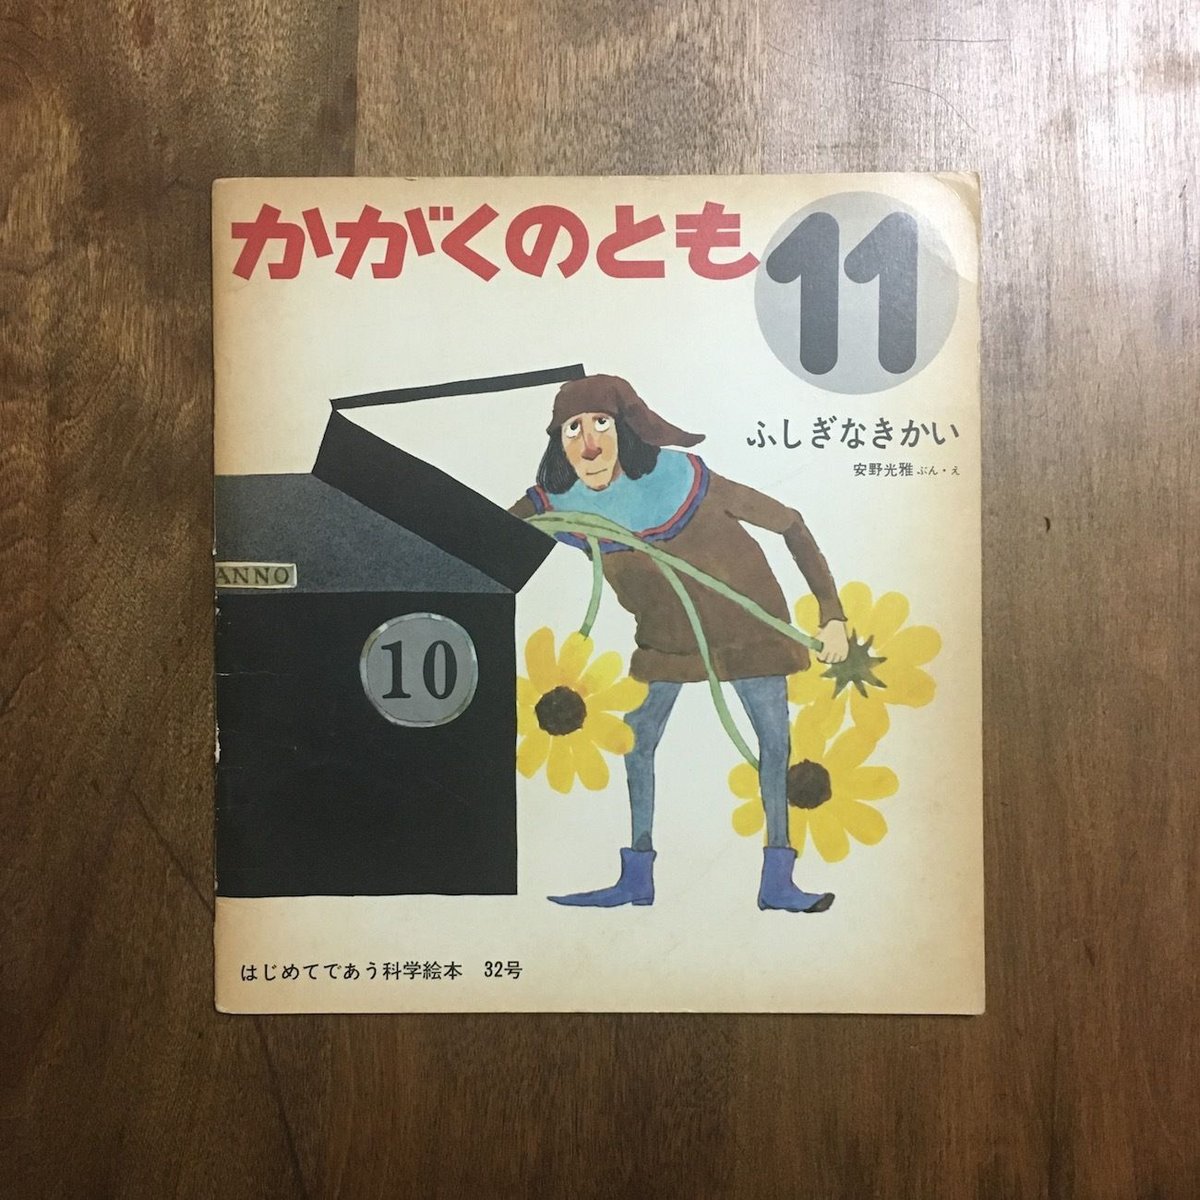 かがくのとも 11
ふしぎなきかい
安野光雅 ぶん・え
ANNO
10
はじめてであう科学絵本 32号